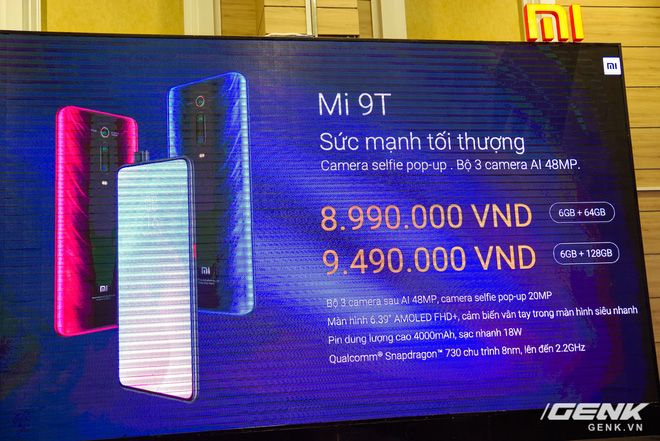 mi
mi
Mi 9T
Sức mạnh tối thượng
Camera selfie pop-up . Bộ 3 camera AI 48MP.
8.990.000 VND
6GB + 64GB
9.490.000 VND
6GB + 128GB
Bộ 3 camera sau AI 48MP, camera selfie pop-up 20MP
Màn hình 6.39" AMOLED FHD+, cảm biến vân tay trong màn hình siêu nhanh
Pin dung lượng cao 4000mAh, sạc nhanh 18W
Qualcomm® Snapdragon™ 730 chu trình 8nm, lên đến 2.2GHz
mi
mi
GENK
GENK.VN